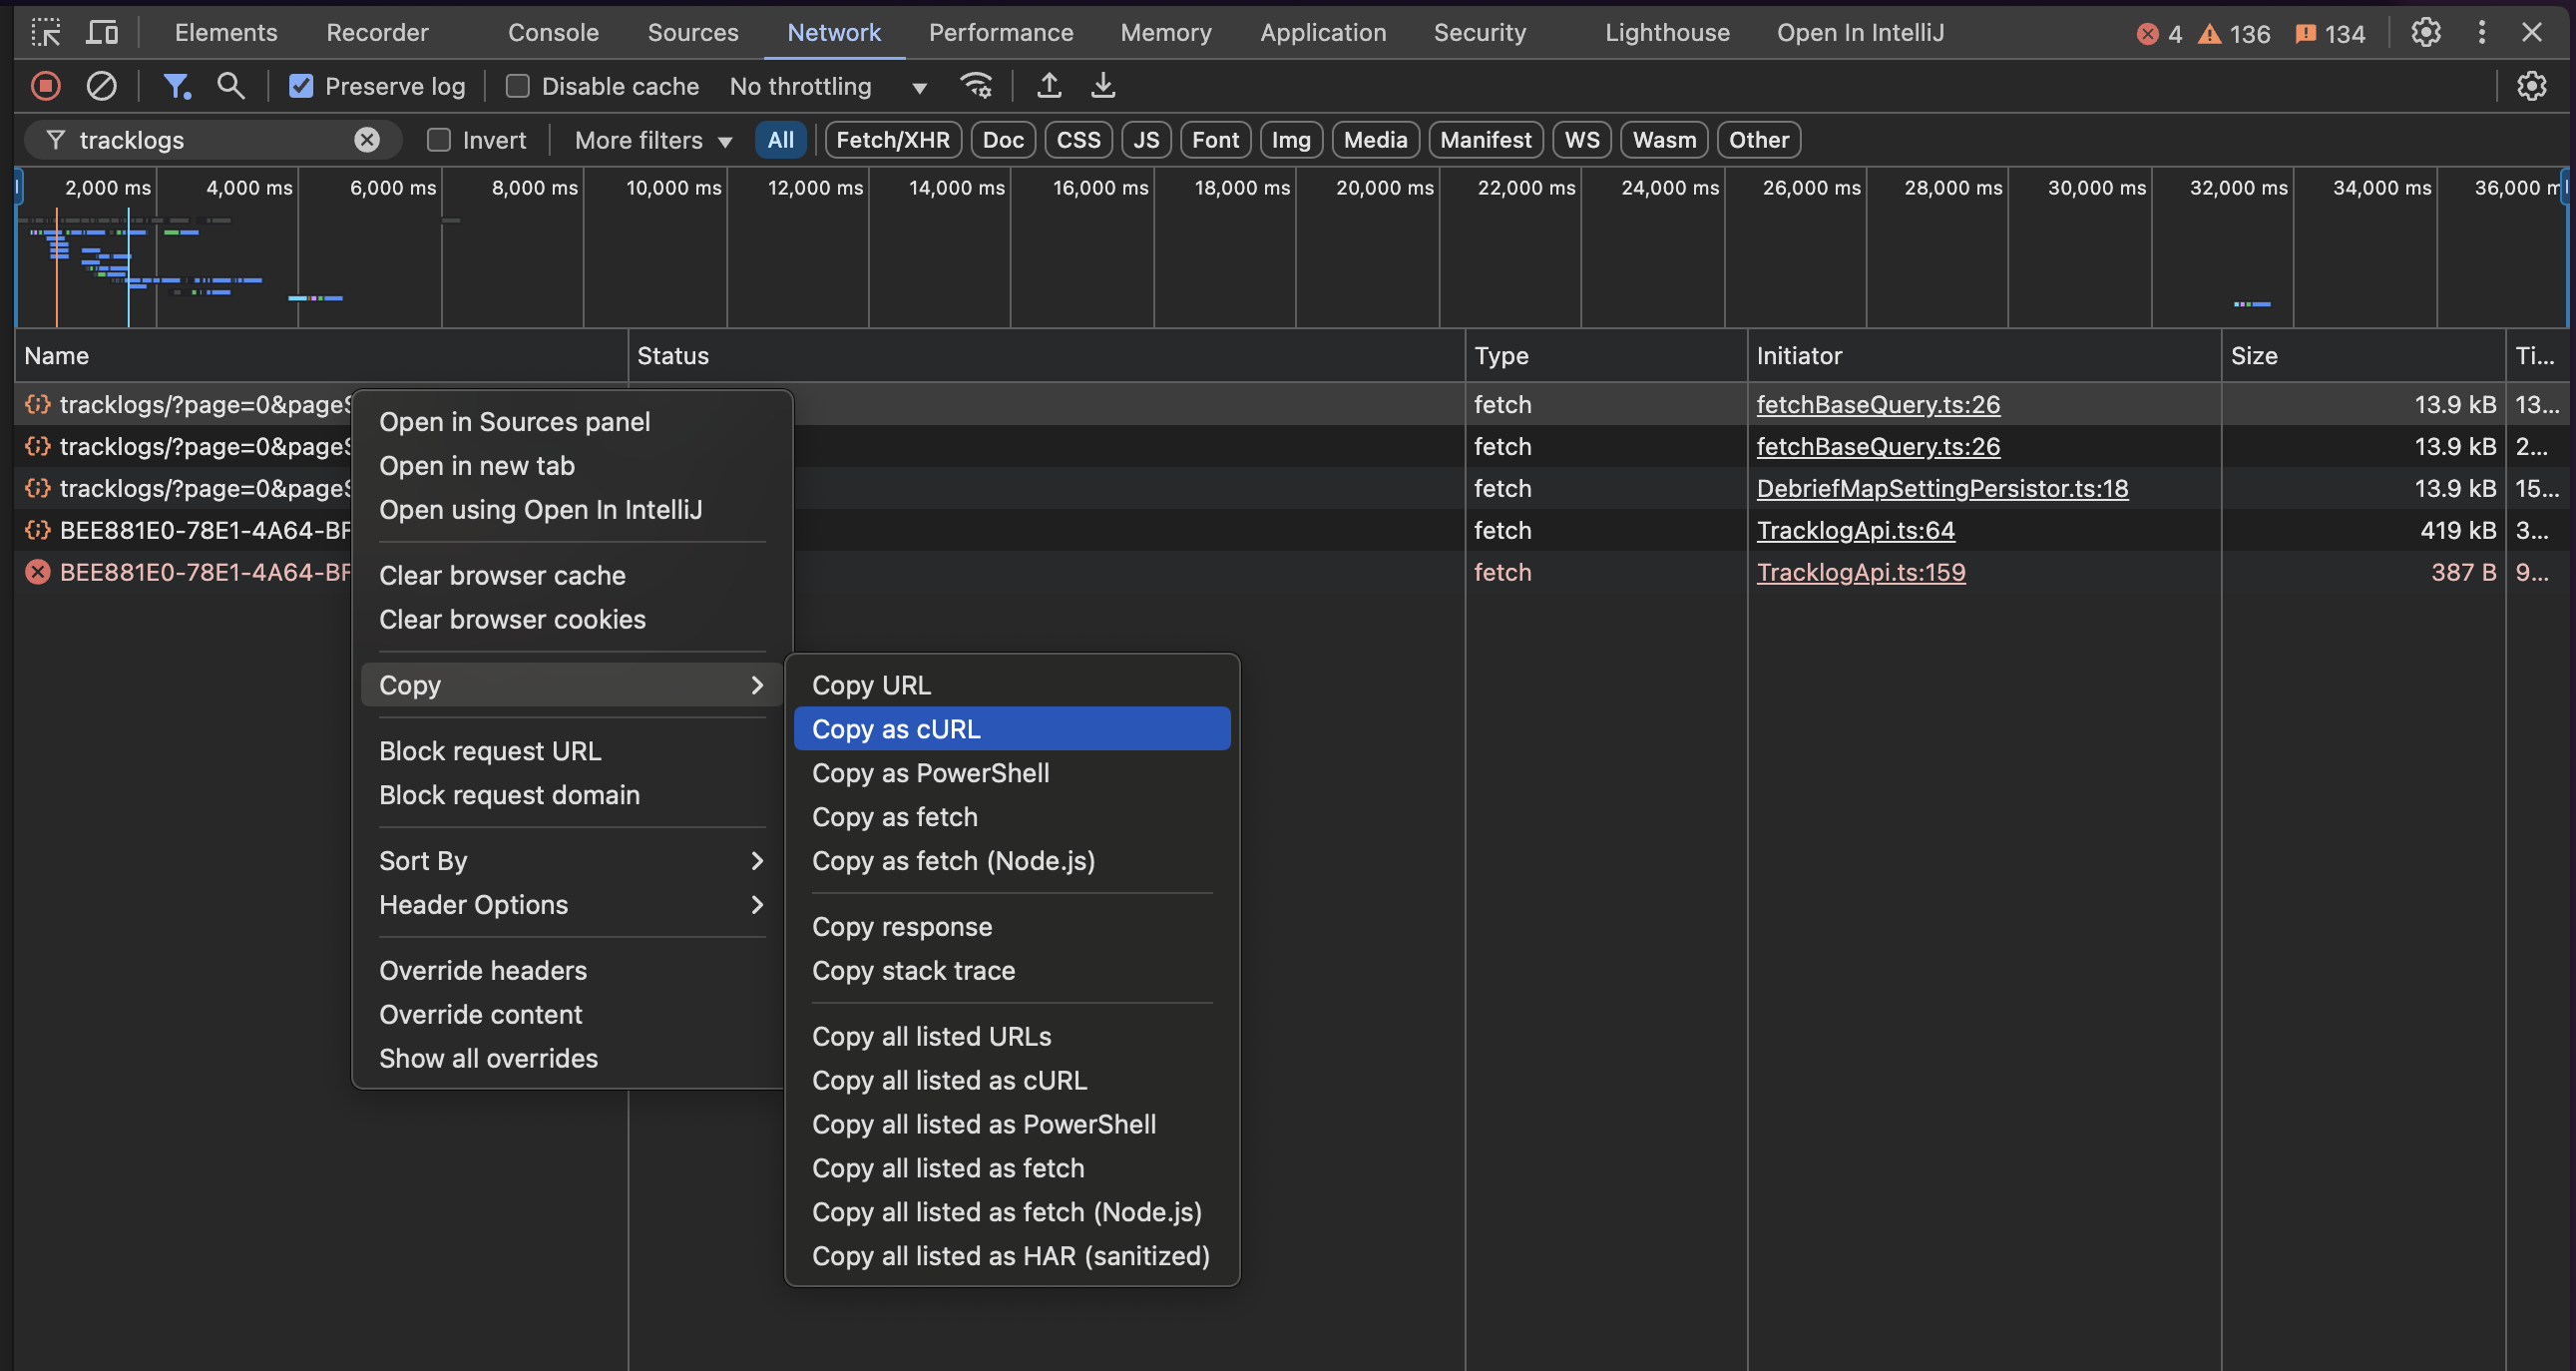 Elements Recorder Console Sources Network Performance Memory Application Security Lighthouse Open In IntelliJ 4 136 134
Preserve log Disable cache No throttling
tracklogs Invert More filters All Fetch/XHR Doc CSS JS Font Img Media Manifest WS Wasm Other
2,000 ms 4,000 ms 6,000 ms 8,000 ms 10,000 ms 12,000 ms 14,000 ms 16,000 ms 18,000 ms 20,000 ms 22,000 ms 24,000 ms 26,000 ms 28,000 ms 30,000 ms 32,000 ms 34,000 ms 36,000 m
Name Status Type Initiator Size Ti...
tracklogs/?page=0&pageS fetch fetchBaseQuery.ts:26 13.9 kB 13...
tracklogs/?page=0&pageS fetch fetchBaseQuery.ts:26 13.9 kB 2...
tracklogs/?page=0&pageS fetch DebriefMapSettingPersistor.ts:18 13.9 kB 15...
BEE881E0-78E1-4A64-BF fetch TracklogApi.ts:64 419 kB 3...
BEE881E0-78E1-4A64-BF fetch TracklogApi.ts:159 387 B 9...
Open in Sources panel
Open in new tab
Open using Open In IntelliJ
Clear browser cache
Clear browser cookies
Copy
Block request URL
Block request domain
Sort By
Header Options
Override headers
Override content
Show all overrides
Copy URL
Copy as cURL
Copy as PowerShell
Copy as fetch
Copy as fetch (Node.js)
Copy response
Copy stack trace
Copy all listed URLs
Copy all listed as cURL
Copy all listed as PowerShell
Copy all listed as fetch
Copy all listed as fetch (Node.js)
Copy all listed as HAR (sanitized)